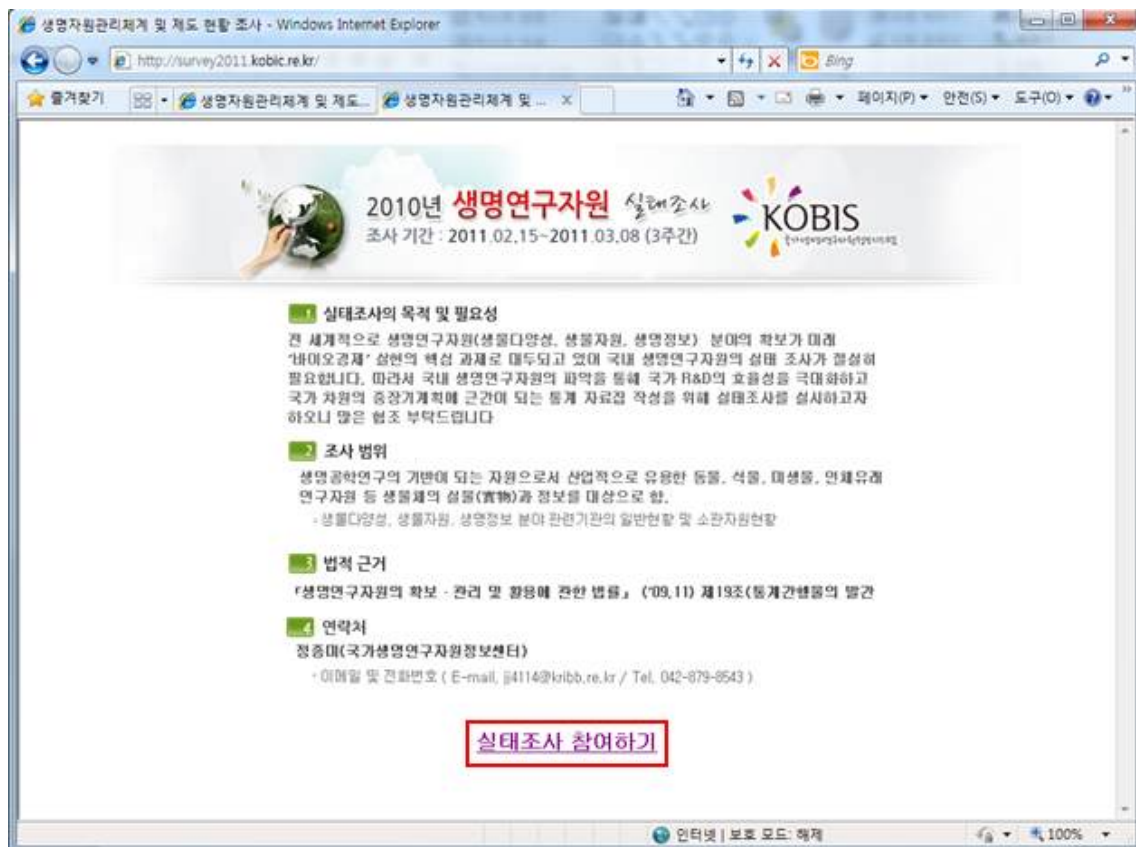 생명자원관리체계 및 제도 현황 조사 - Windows Internet Explorer
http://survey2011.kobic.re.kr/
Bing
즐겨찾기
생명자원관리체계 및 제도...
생명자원관리체계 및 ...
페이지(P)
안전(S)
도구(O)
2010년 생명연구자원 실태조사
조사 기간 : 2011.02.15~2011.03.08 (3주간)
KOBIS
1 실태조사의 목적 및 필요성
전 세계적으로 생명연구자원(생물다양성, 생물자원, 생명정보) 분야의 확보가 미래
'바이오경제' 실현의 핵심 과제로 대두되고 있어 국내 생명연구자원의 실태 조사가 절실히
필요합니다. 따라서 국내 생명연구자원의 파악을 통해 국가 R&D의 효율성을 극대화하고
국가 차원의 중장기계획에 근간이 되는 통계 자료집 작성을 위해 실태조사를 실시하고자
하오니 많은 협조 부탁드립니다
2 조사 범위
생명공학연구의 기반이 되는 자원으로서 산업적으로 유용한 동물, 식물, 미생물, 인체유래
연구자원 등 생물체의 실물(實物)과 정보를 대상으로 함.
- 생물다양성, 생물자원, 생명정보 분야 관련기관의 일반현황 및 소관자원현황
3 법적 근거
「생명연구자원의 확보·관리 및 활용에 관한 법률」 ('09.11) 제19조(통계간행물의 발간
4 연락처
정종미(국가생명연구자원정보센터)
- 이메일 및 전화번호 ( E-mail. jj4114@kribb.re.kr / Tel. 042-879-8543 )
실태조사 참여하기
인터넷 | 보호 모드: 해제
100%